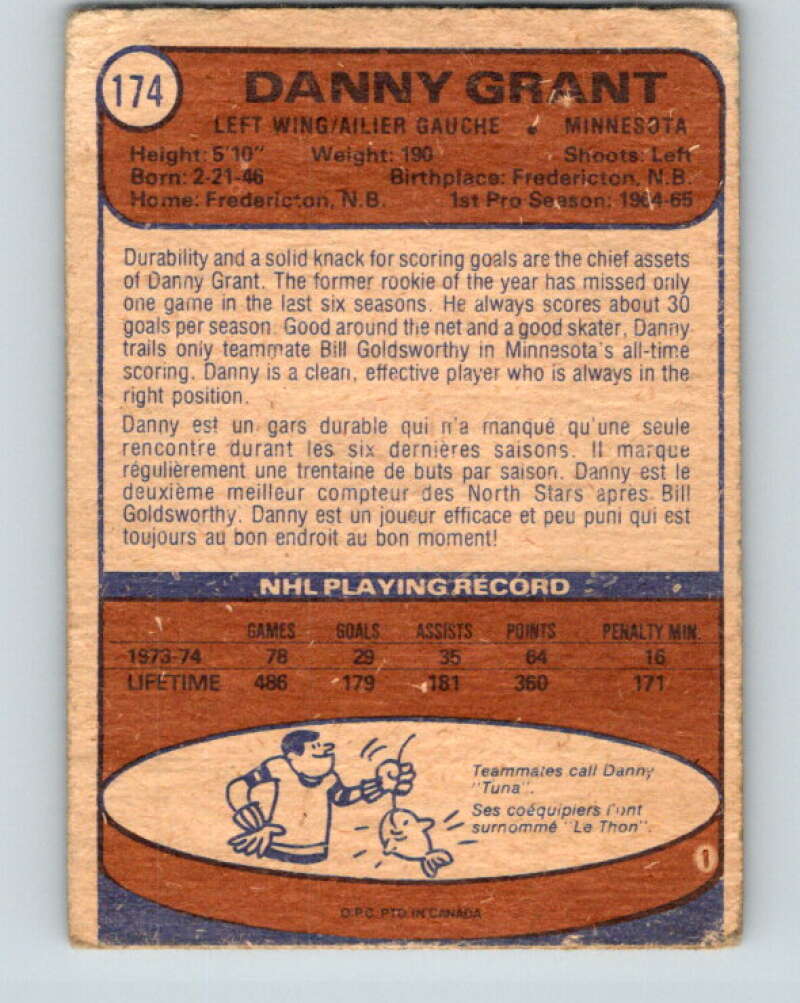 174
DANNY GRANT
LEFT WING/AILIER GAUCHE • MINNESOTA
Height: 5'10" Weight: 190 Shoots: Left
Born: 2-21-46 Birthplace: Fredericton, N.B.
Home: Fredericton, N.B. 1st Pro Season: 1964-65
Durability and a solid knack for scoring goals are the chief assets
of Danny Grant. The former rookie of the year has missed only
one game in the last six seasons. He always scores about 30
goals per season. Good around the net and a good skater, Danny
trails only teammate Bill Goldsworthy in Minnesota's all-time
scoring. Danny is a clean, effective player who is always in the
right position.
Danny est un gars durable qui n'a manqué qu'une seule
rencontre durant les six dernières saisons. Il marque
régulièrement une trentaine de buts par saison. Danny est le
deuxième meilleur compteur des North Stars après Bill
Goldsworthy. Danny est un joueur efficace et peu puni qui est
toujours au bon endroit au bon moment!
NHL PLAYING RECORD
GAMES GOALS ASSISTS POINTS PENALTY MIN.
1973-74 78 29 35 64 16
LIFETIME 486 179 181 360 171
Teammates call Danny
"Tuna".
Ses coéquipiers l'ont
surnommé "Le Thon".
1
O.P.C. PTD. IN CANADA